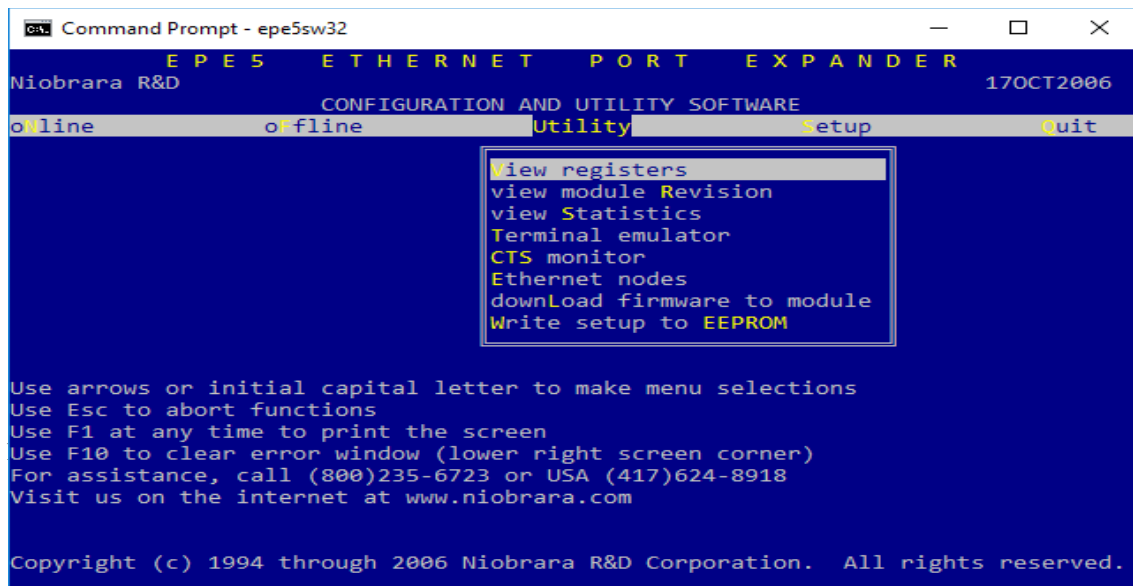 Command Prompt - epe5sw32
E P E 5 E T H E R N E T P O R T E X P A N D E R
Niobrara R&D 17OCT2006
CONFIGURATION AND UTILITY SOFTWARE
oNline oFfline Utility Setup Quit
View registers
view module Revision
view Statistics
Terminal emulator
CTS monitor
Ethernet nodes
downLoad firmware to module
Write setup to EEPROM
Use arrows or initial capital letter to make menu selections
Use Esc to abort functions
Use F1 at any time to print the screen
Use F10 to clear error window (lower right screen corner)
For assistance, call (800)235-6723 or USA (417)624-8918
Visit us on the internet at www.niobrara.com
Copyright (c) 1994 through 2006 Niobrara R&D Corporation. All rights reserved.